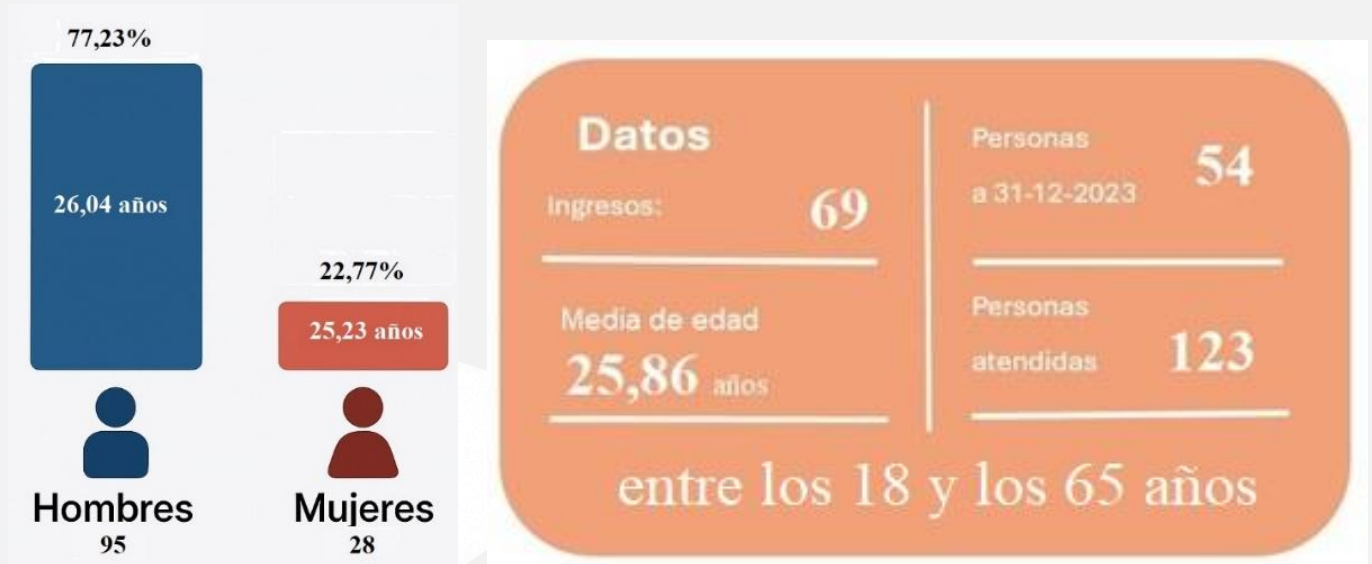 77,23%
26,04 años
22,77%
25,23 años
Hombres
95
Mujeres
28
Datos
Ingresos: 69
Media de edad
25,86 años
Personas
a 31-12-2023 54
Personas
atendidas 123
entre los 18 y los 65 años